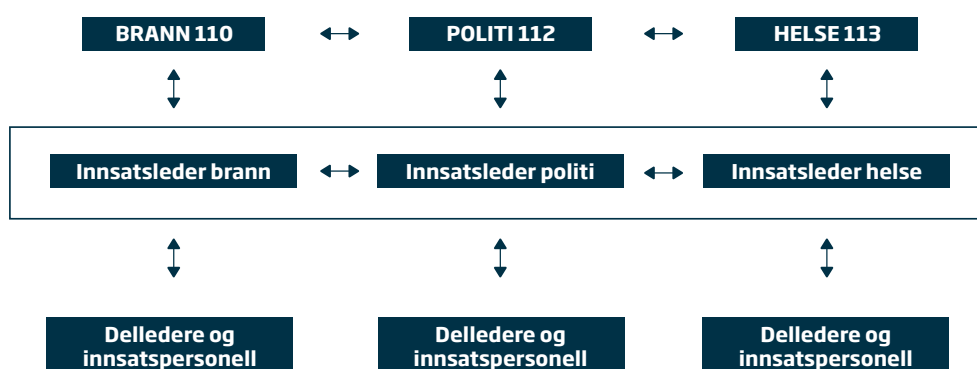 BRANN 110
POLITI 112
HELSE 113
Innsatsleder brann
Innsatsleder politi
Innsatsleder helse
Delledere og
innsatspersonell
Delledere og
innsatspersonell
Delledere og
innsatspersonell